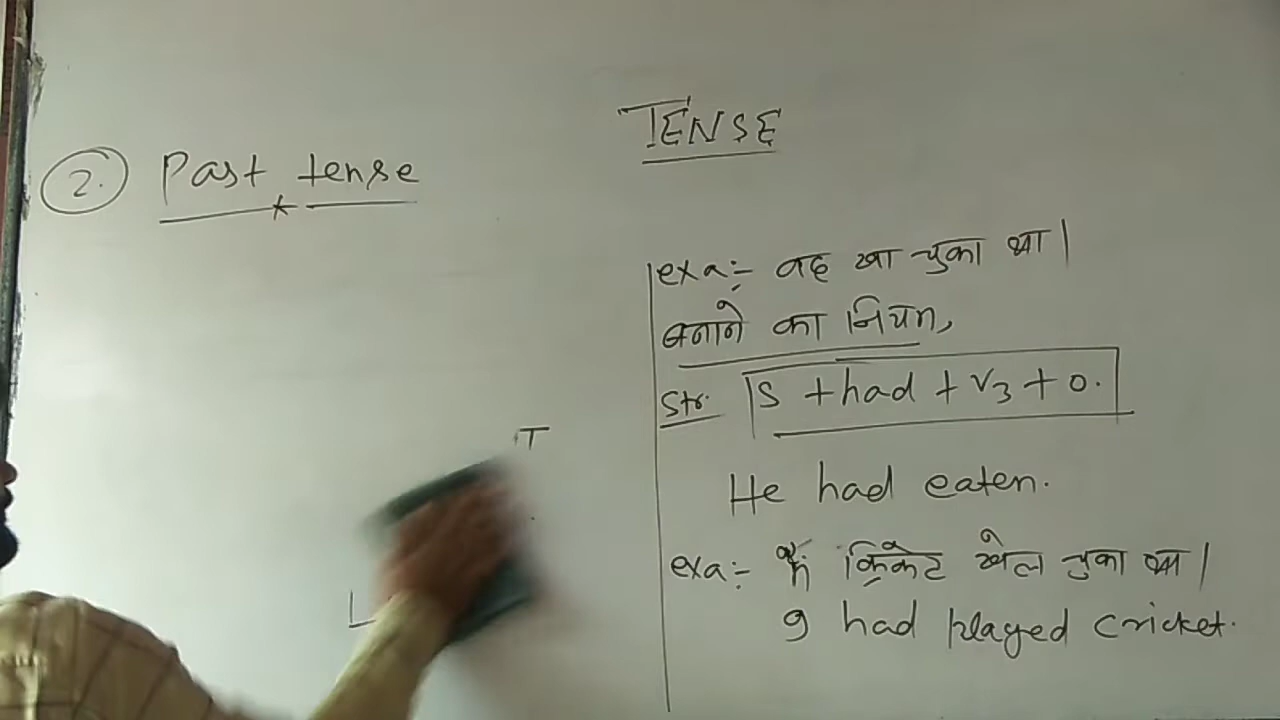 TENSE
2. Past tense
exa:- वह खा चुका था|
बनाने का नियम,
Str. S + had + V3 + O.
He had eaten.
exa:- मैं क्रिकेट खेल चुका था|
I had played cricket.